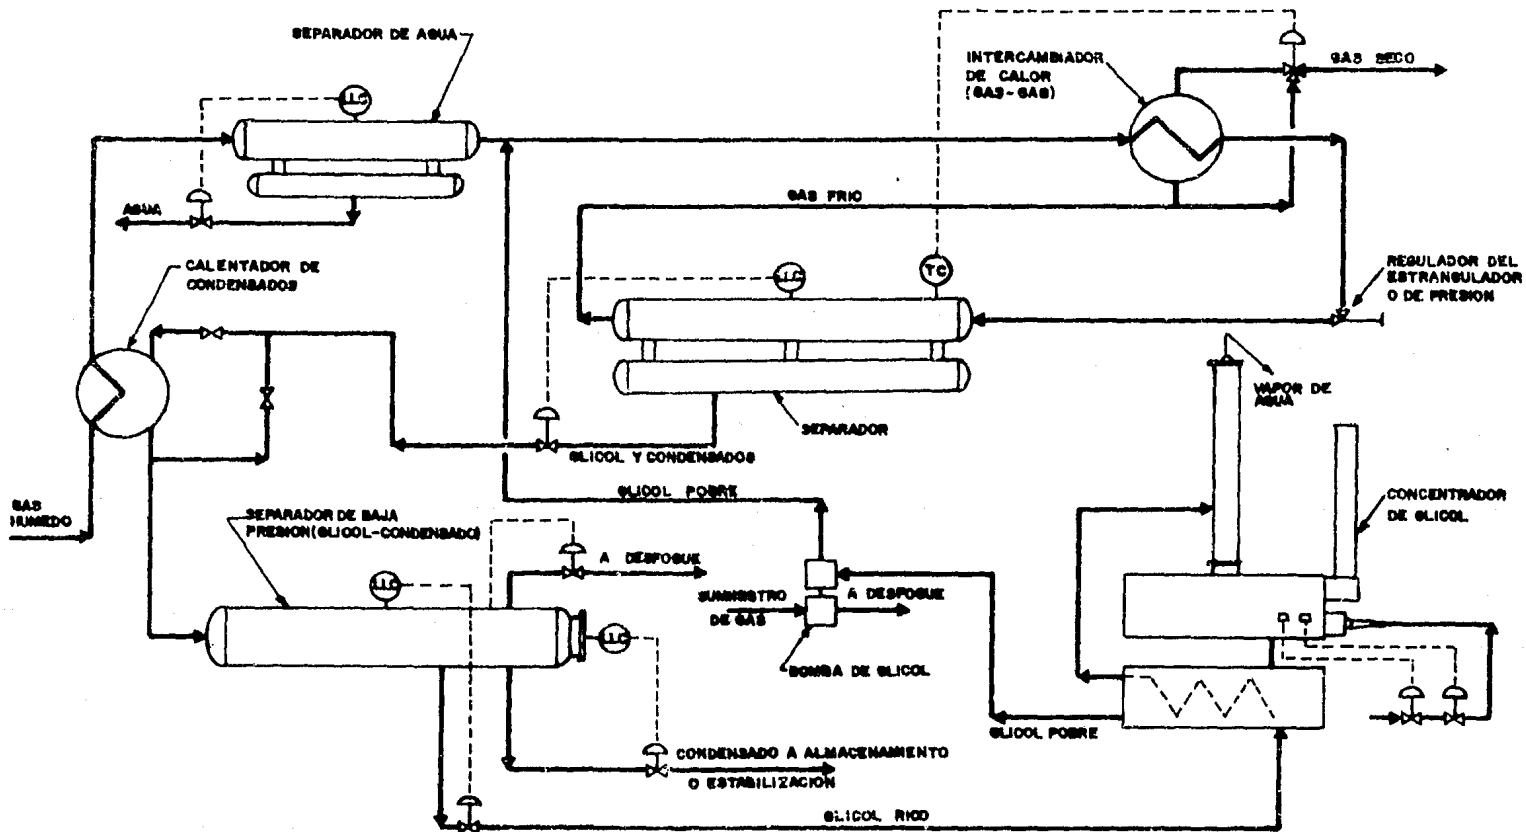 SEPARADOR DE AGUA
LLC
AGUA
CALENTADOR DE
CONDENSADOS
GAS
HUMEDO
INTERCAMBIADOR
DE CALOR
(GAS-GAS)
GAS SECO
GAS FRIO
LLC
TC
REGULADOR DEL
ESTRANGULADOR
O DE PRESION
SEPARADOR
GLICOL Y CONDENSADOS
GLICOL POBRE
VAPOR DE
AGUA
CONCENTRADOR
DE GLICOL
SEPARADOR DE BAJA
PRESION(GLICOL-CONDENSADO)
LLC
A DESFOGUE
LLC
SUMINISTRO
DE GAS
A DESFOGUE
BOMBA DE GLICOL
GLICOL POBRE
CONDENSADO A ALMACENAMIENTO
O ESTABILIZACION
GLICOL RICO